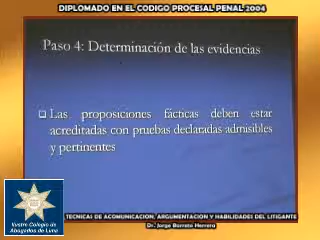 DIPLOMADO EN EL CODIGO PROCESAL PENAL 2004
Paso 4: Determinación de las evidencias
Las proposiciones fácticas deben estar
acreditadas con pruebas declaradas admisibles
y pertinentes
TECNICAS DE ACOMUNICACION, ARGUMENTACION Y HABILIDADES DEL LITIGANTE
Dr. Jorge Barreto Herrera
Ilustre Colegio de
Abogados de Lima